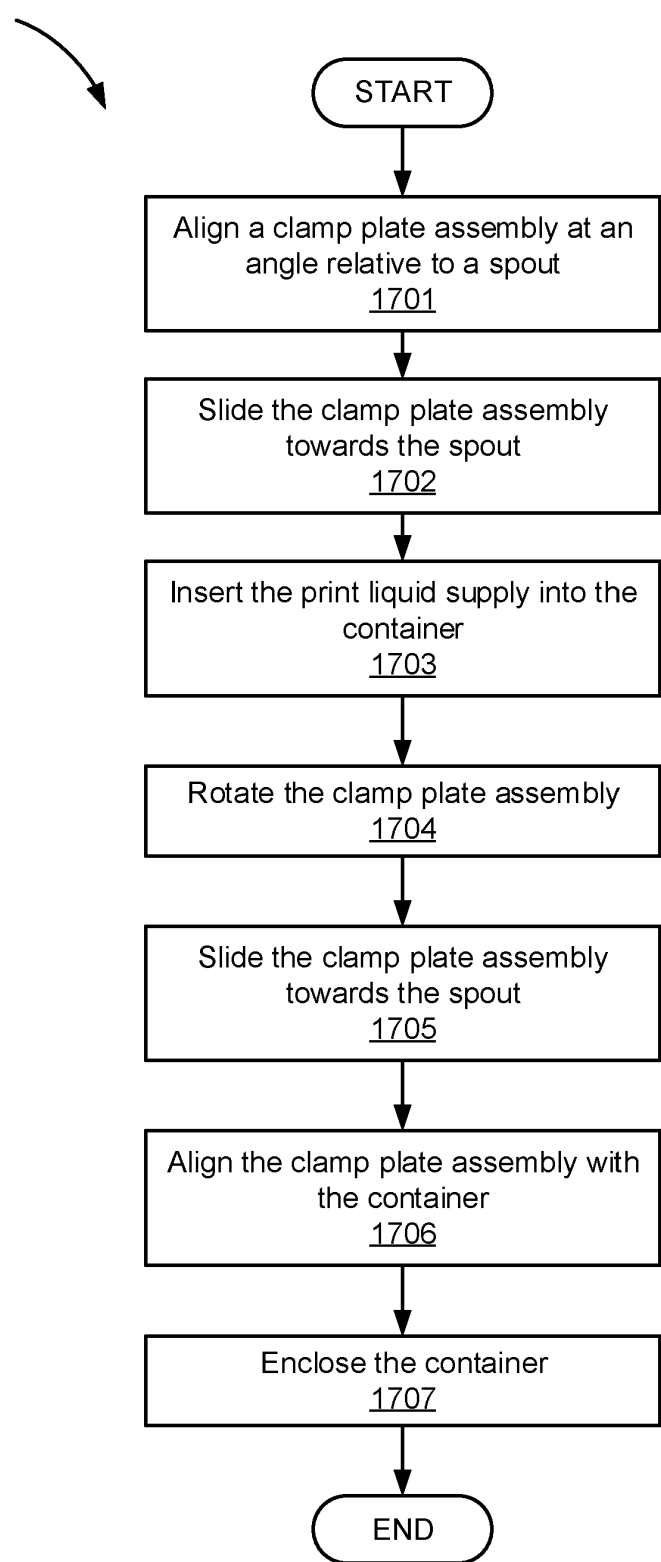 START
Align a clamp plate assembly at an
angle relative to a spout
1701
Slide the clamp plate assembly
towards the spout
1702
Insert the print liquid supply into the
container
1703
Rotate the clamp plate assembly
1704
Slide the clamp plate assembly
towards the spout
1705
Align the clamp plate assembly with
the container
1706
Enclose the container
1707
END